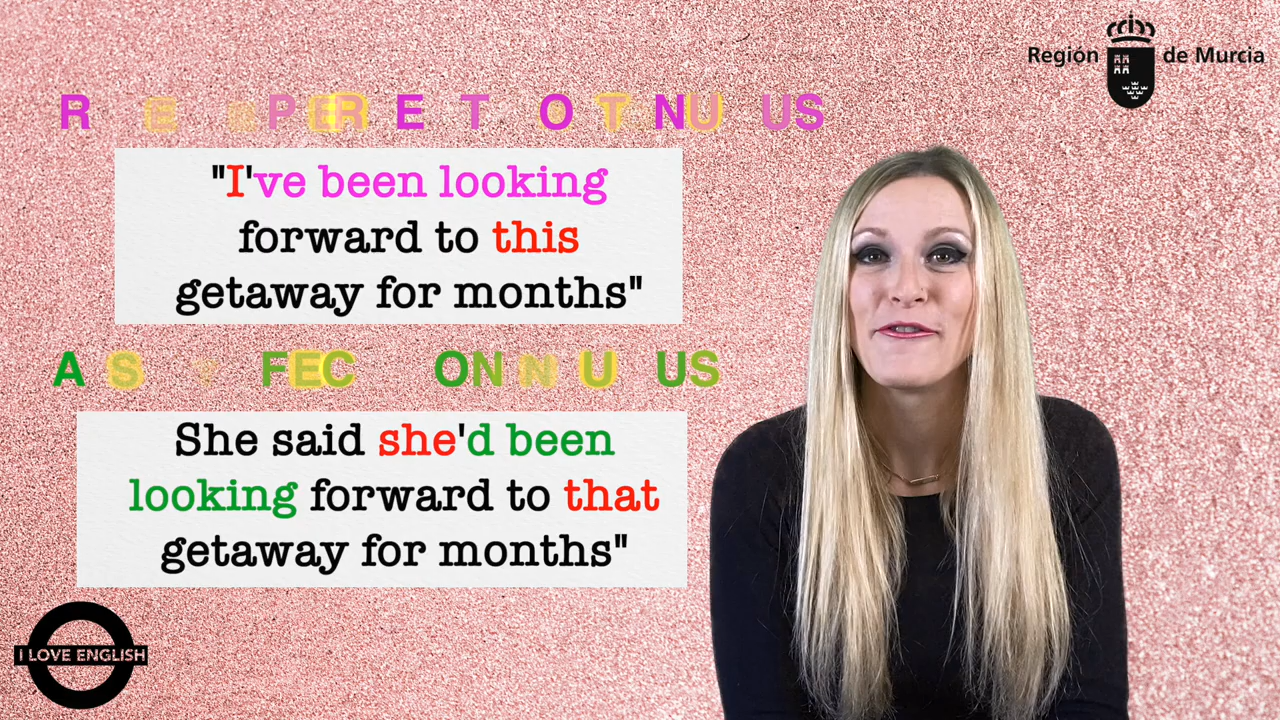 Región de Murcia
"I've been looking
forward to this
getaway for months"
She said she'd been
looking forward to that
getaway for months"
I LOVE ENGLISH